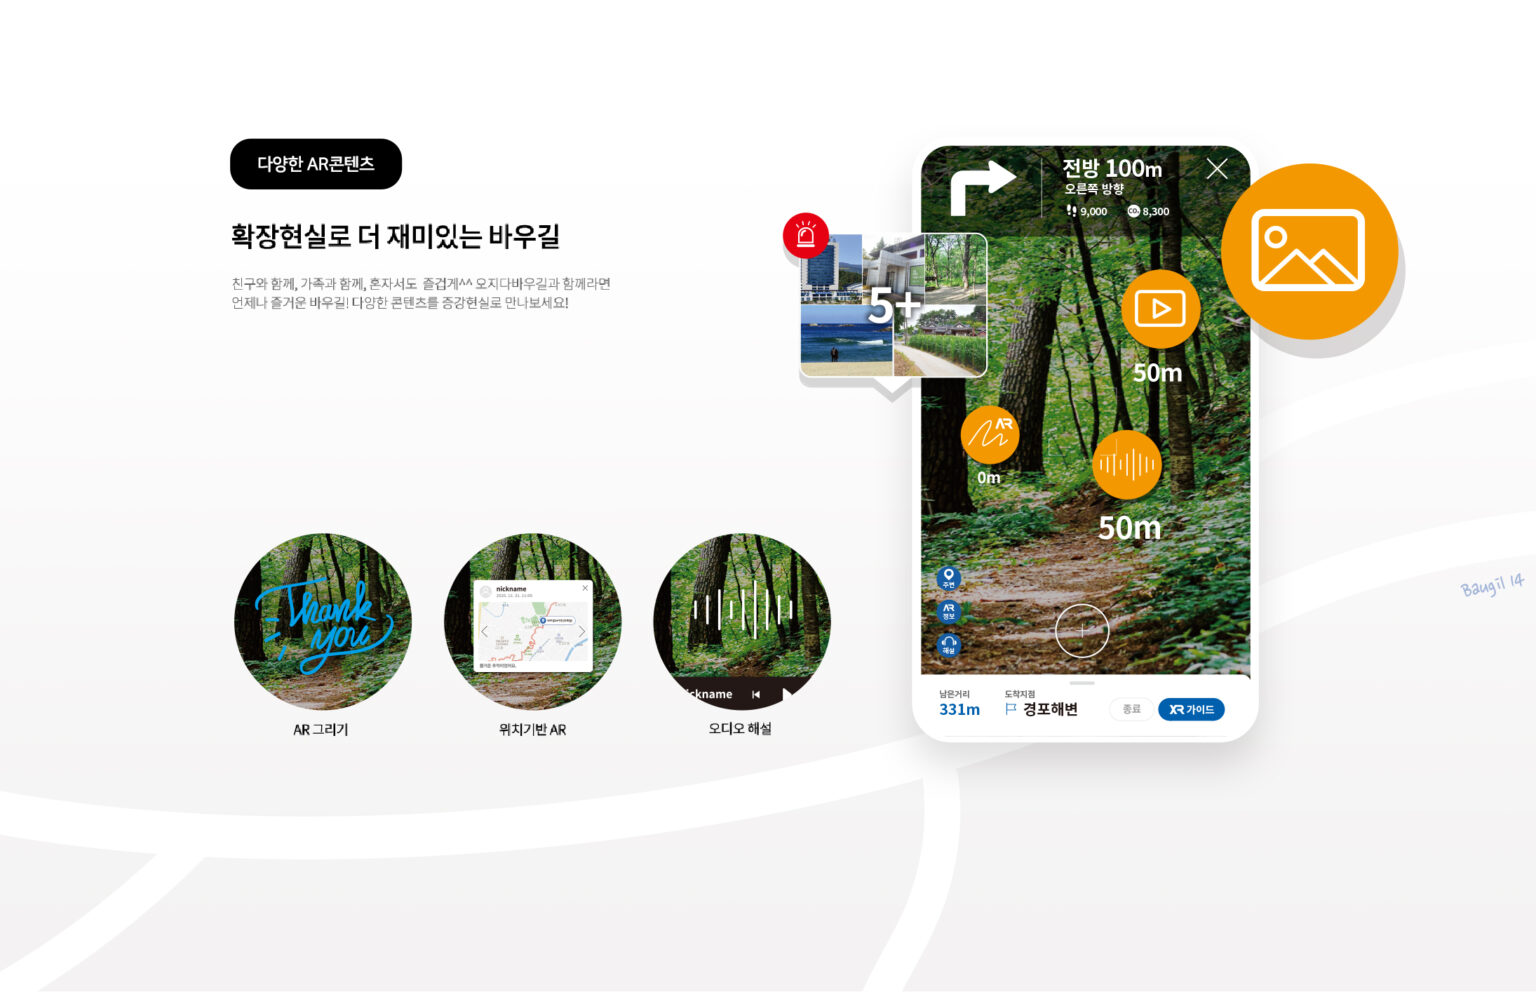 다양한 AR콘텐츠
확장현실로 더 재미있는 바우길
친구와 함께, 가족과 함께, 혼자서도 즐겁게^^ 오지다바우길과 함께라면
언제나 즐거운 바우길! 다양한 콘텐츠를 증강현실로 만나보세요!
Thank
you
AR 그리기
nickname
위치기반 AR
ckname
오디오 해설
5+
전방 100m
오른쪽 방향
9,000
CO₂ 8,300
50m
AR
0m
50m
주변
AR
정보
해설
남은거리
331m
도착지점
경포해변
종료
XR 가이드
Baugil 14